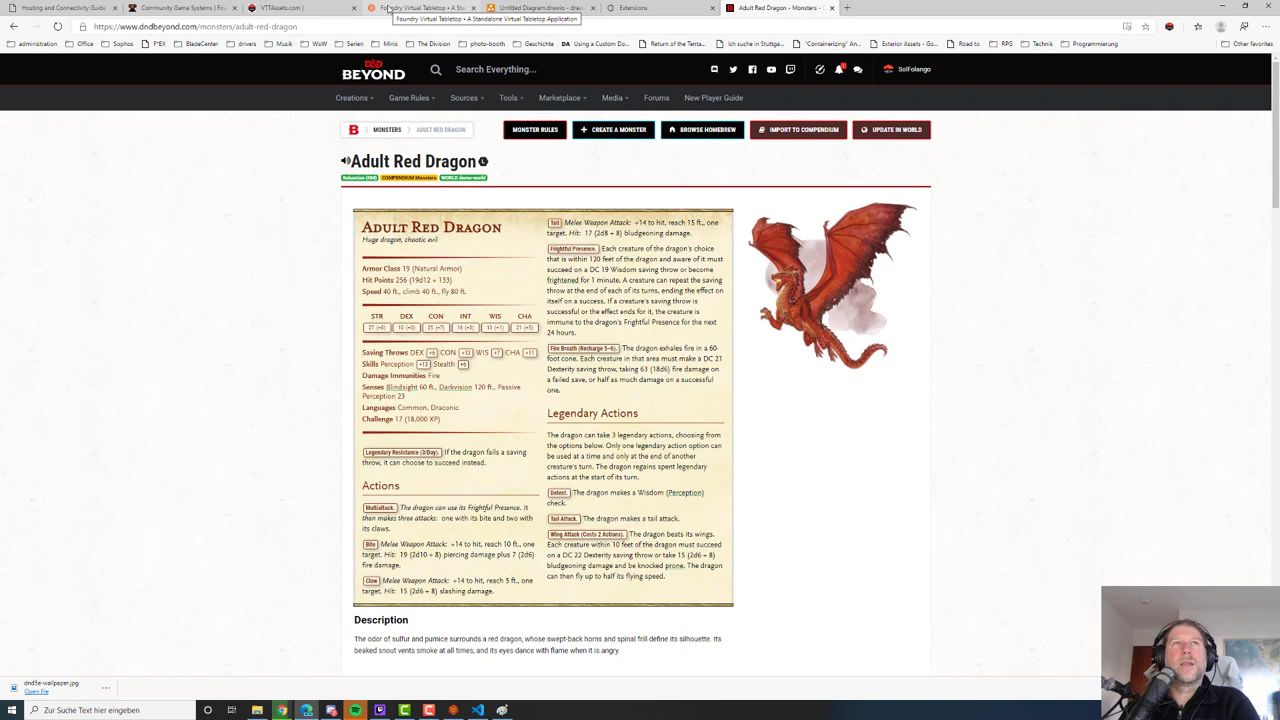 Hosting and Connectivity Guide
Community Game Systems | Foundry
VTTAssets.com |
Foundry Virtual Tabletop • A Sta
Untitled Diagram.drawio - draw
Extensions
Adult Red Dragon - Monsters - D
Foundry Virtual Tabletop • A Standalone Virtual Tabletop Application
https://www.dndbeyond.com/monsters/adult-red-dragon
administration
Office
BladeCenter
drivers
Music
WoW
Serien
photo-booth
Docker
Ich suche in Stuttga...
"Containerizing" An...
External Assets - Go...
Road to
RPG
Technik
Programmierung
Other favorites
D&D BEYOND
Search Everything...
SolFolango
Creations
Game Rules
Sources
Tools
Marketplace
Media
Forums
New Player Guide
MONSTERS
ADULT RED DRAGON
MONSTER RULES
CREATE A MONSTER
BROWSE HOMEBREW
IMPORT TO COMPENDIUM
UPDATE IN WORLD
Adult Red Dragon
Sebastian (GM) COMPENDIUM Monsters WORLD demo-world
ADULT RED DRAGON
Huge dragon, chaotic evil
Armor Class 19 (Natural Armor)
Hit Points 256 (19d12 + 133)
Speed 40 ft., climb 40 ft., fly 80 ft.
STR DEX CON INT WIS CHA
27 (+8) 10 (+0) 25 (+7) 16 (+3) 13 (+1) 21 (+5)
Saving Throws DEX +6 CON +13 WIS +7 CHA +11
Skills Perception +13 Stealth +6
Damage Immunities Fire
Senses Blindsight 60 ft., Darkvision 120 ft., Passive
Perception 23
Languages Common, Draconic
Challenge 17 (18,000 XP)
Legendary Resistance (3/Day). If the dragon fails a saving
throw, it can choose to succeed instead.
Actions
Multiattack. The dragon can use its Frightful Presence. It
then makes three attacks: one with its bite and two with
its claws.
Bite Melee Weapon Attack: +14 to hit, reach 10 ft., one
target. Hit: 19 (2d10 + 8) piercing damage plus 7 (2d6)
fire damage.
Claw Melee Weapon Attack: +14 to hit, reach 5 ft., one
target. Hit: 15 (2d6 + 8) slashing damage.
Tail Melee Weapon Attack: +14 to hit, reach 15 ft., one
target. Hit: 17 (2d8 + 8) bludgeoning damage.
Frightful Presence. Each creature of the dragon's choice
that is within 120 feet of the dragon and aware of it must
succeed on a DC 19 Wisdom saving throw or become
frightened for 1 minute. A creature can repeat the saving
throw at the end of each of its turns, ending the effect on
itself on a success. If a creature's saving throw is
successful or the effect ends for it, the creature is
immune to the dragon's Frightful Presence for the next
24 hours.
Fire Breath (Recharge 5–6). The dragon exhales fire in a 60-
foot cone. Each creature in that area must make a DC 21
Dexterity saving throw, taking 63 (18d6) fire damage on
a failed save, or half as much damage on a successful
one.
Legendary Actions
The dragon can take 3 legendary actions, choosing from
the options below. Only one legendary action option can
be used at a time and only at the end of another
creature's turn. The dragon regains spent legendary
actions at the start of its turn.
Detect. The dragon makes a Wisdom (Perception)
check.
Tail Attack. The dragon makes a tail attack.
Wing Attack (Costs 2 Actions). The dragon beats its wings.
Each creature within 10 feet of the dragon must succeed
on a DC 22 Dexterity saving throw or take 15 (2d6 + 8)
bludgeoning damage and be knocked prone. The dragon
can then fly up to half its flying speed.
Description
The odor of sulfur and pumice surrounds a red dragon, whose swept-back horns and spinal frill define its silhouette. Its
beaked snout vents smoke at all times, and its eyes dance with flame when it is angry.
dnd5e-wallpaper.jpg
Open file
Zur Suche Text hier eingeben